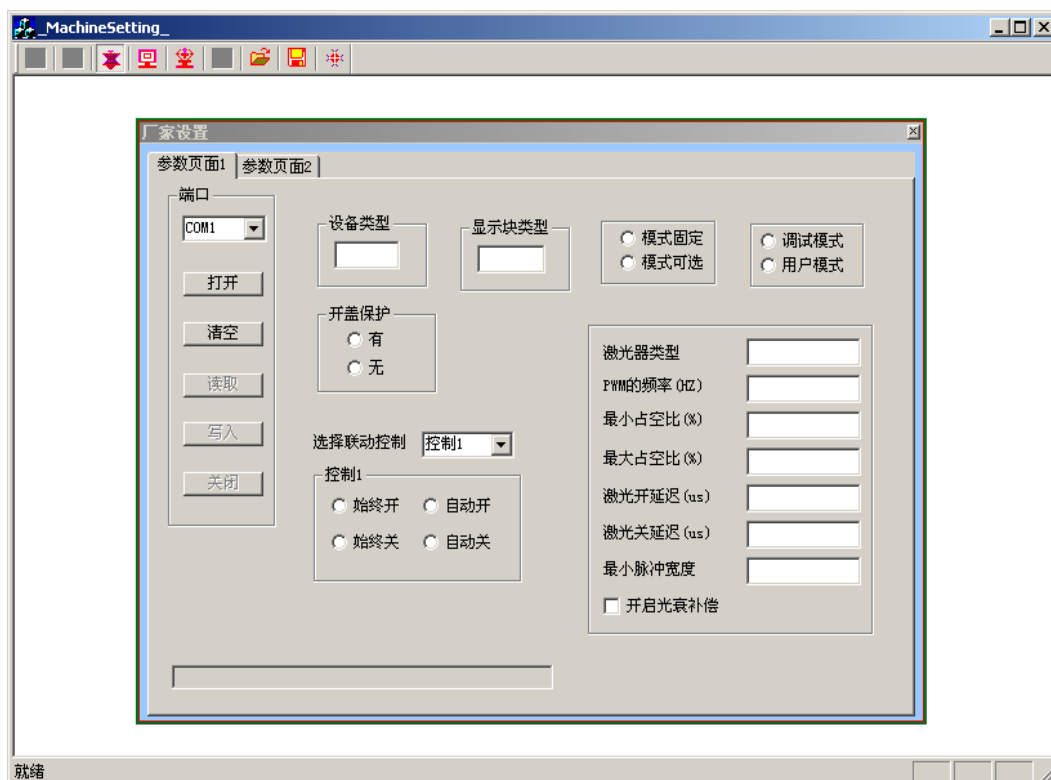 _MachineSetting_
厂家设置
参数页面1
参数页面2
端口
COM1
打开
清空
读取
写入
关闭
设备类型
显示块类型
模式固定
模式可选
调试模式
用户模式
开盖保护
有
无
选择联动控制
控制1
控制1
始终开
自动开
始终关
自动关
激光器类型
PWM的频率(HZ)
最小占空比(%)
最大占空比(%)
激光开延迟(us)
激光关延迟(us)
最小脉冲宽度
开启光衰补偿
就绪